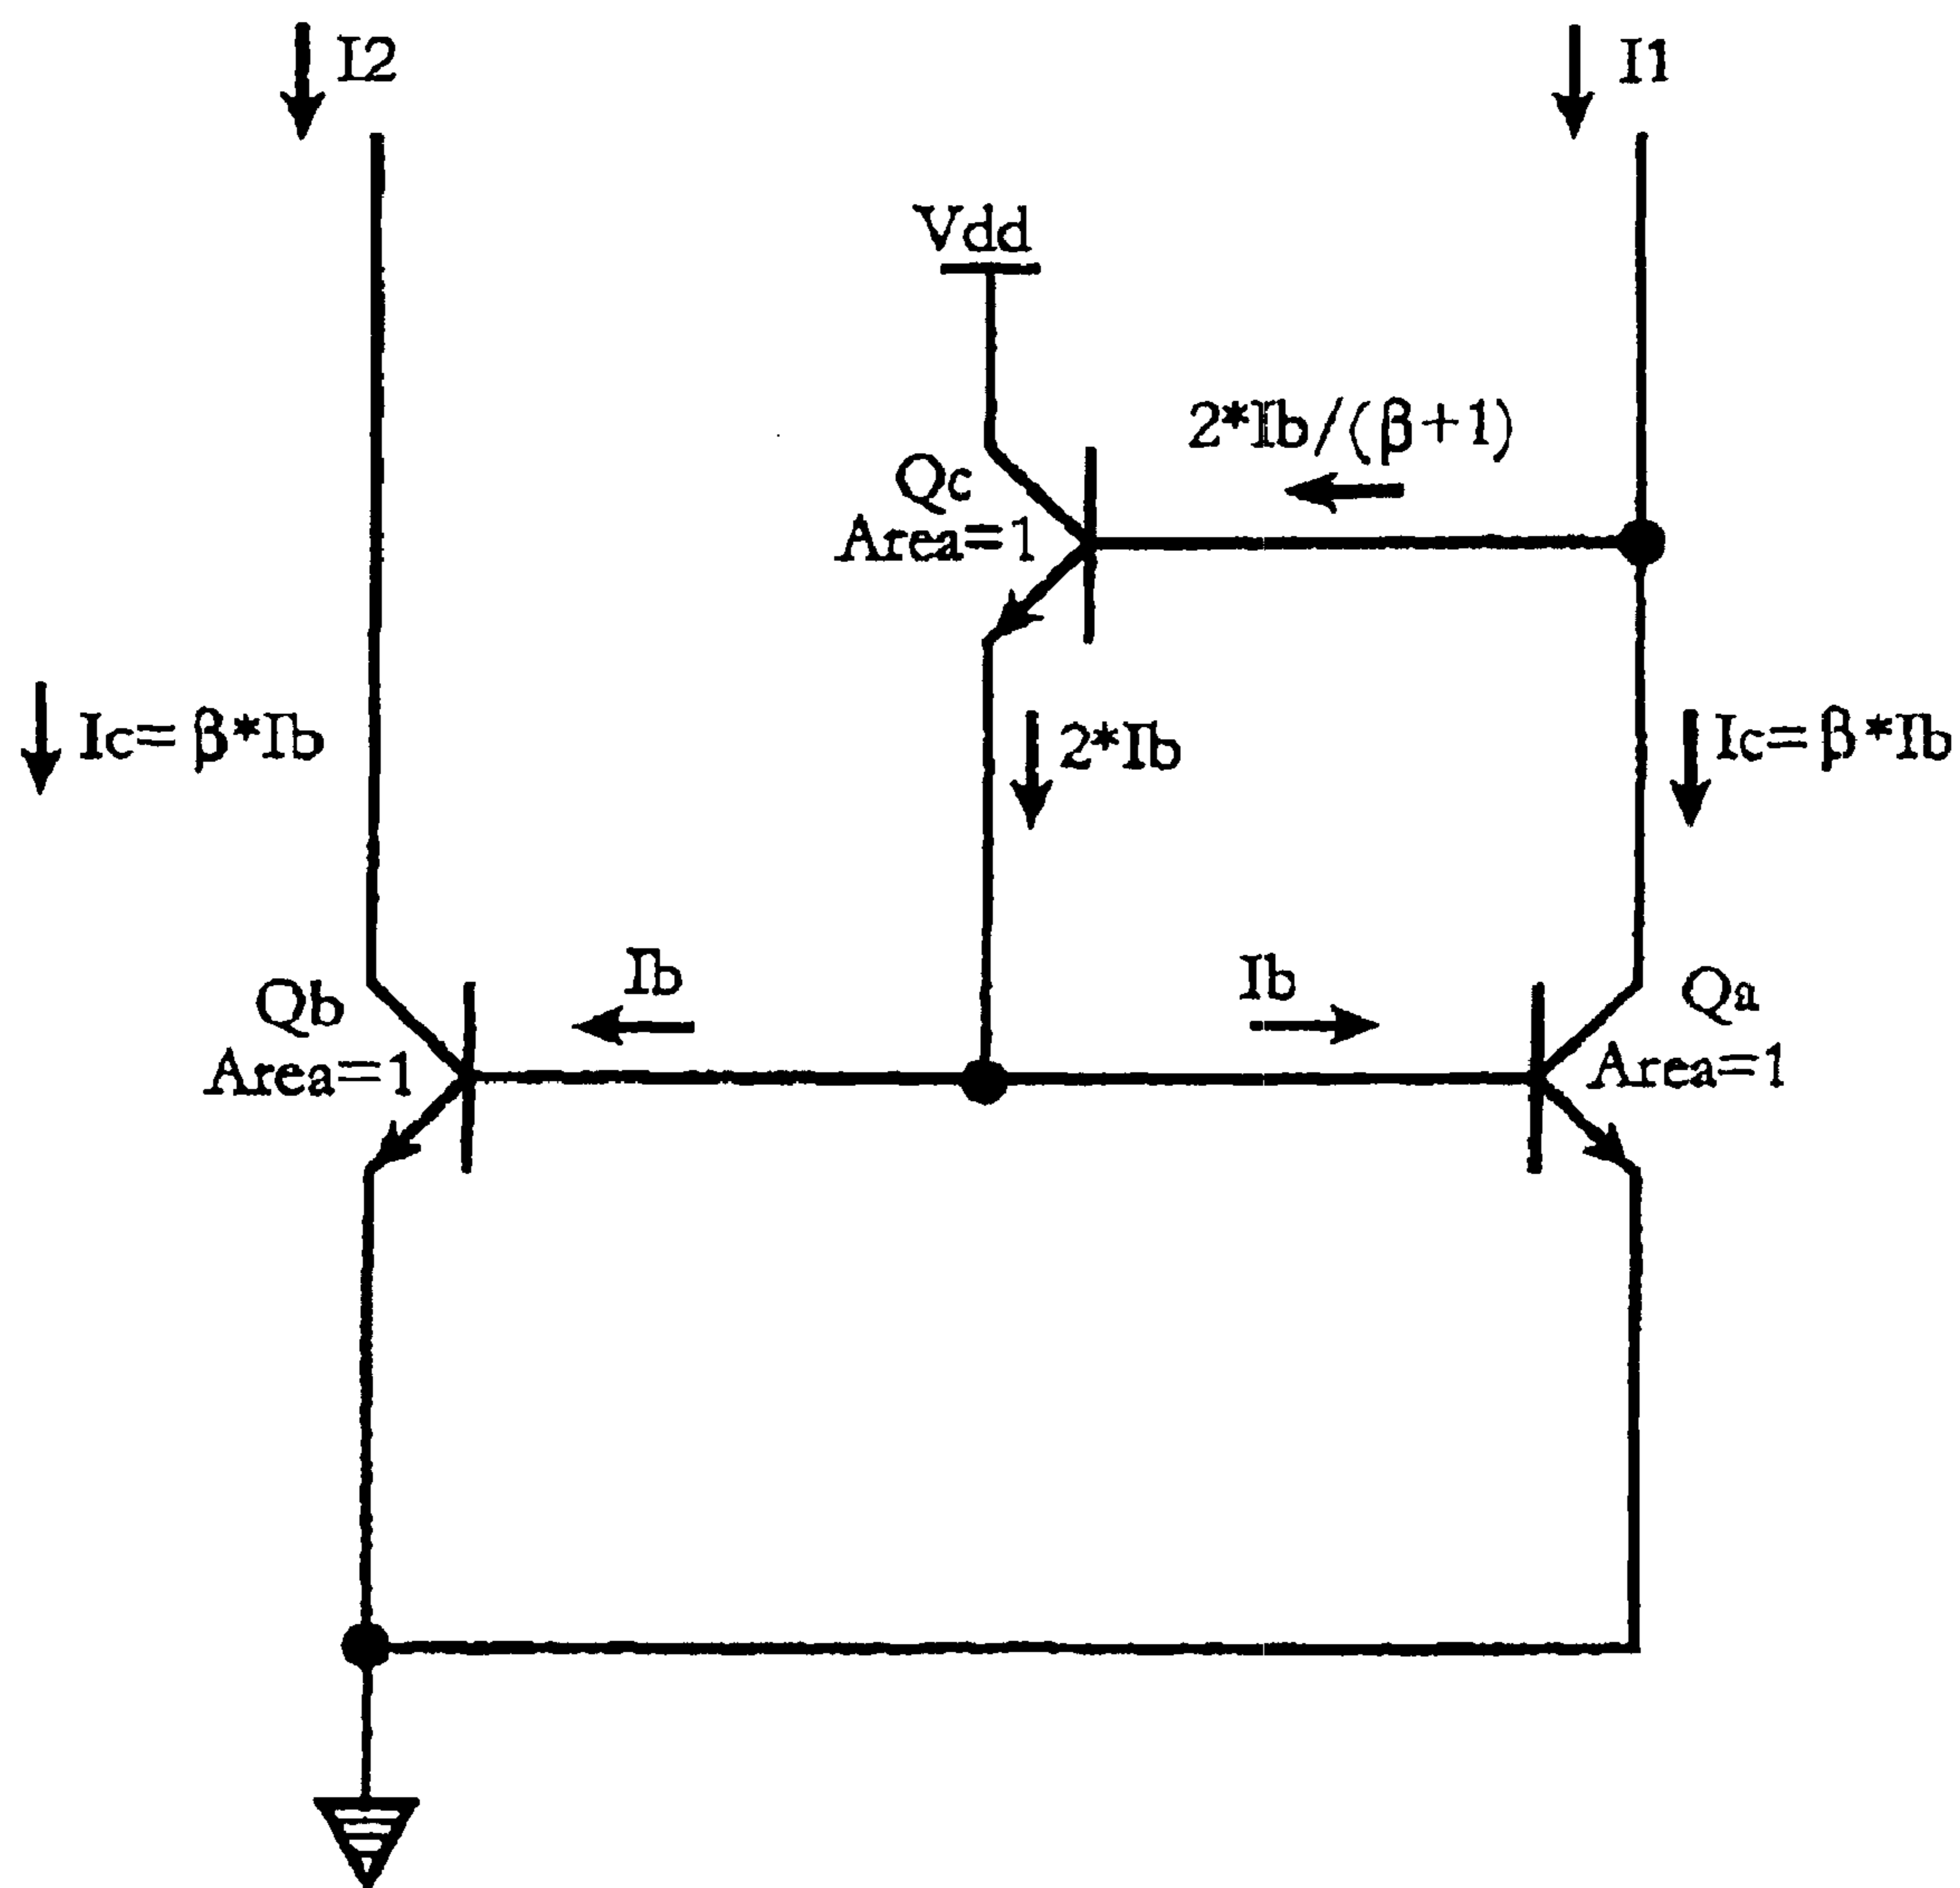 I2
I1
Vdd
2*Ib/(β+1)
Qc
Area=1
Ic=β*Ib
2*Ib
Ic=β*Ib
Ib
Ib
Qb
Area=1
Qa
Area=1